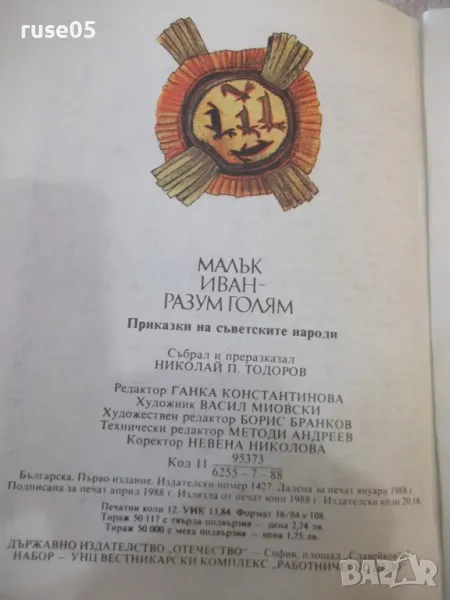 ruse05
МАЛЪК
ИВАН-
РАЗУМ ГОЛЯМ
Приказки на съветските народи
Събрал и преразказал
НИКОЛАЙ П. ТОДОРОВ
Редактор ГАНКА КОНСТАНТИНОВА
Художник ВАСИЛ МИОВСКИ
Художествен редактор БОРИС БРАНКОВ
Технически редактор МЕТОДИ АНДРЕЕВ
Коректор НЕВЕНА НИКОЛОВА
Код 11 95373
6255-7-88
Българска. Първо издание. Издателски номер 1427. Дадена за печат януари 1988 г.
Подписана за печат април 1988 г. Излязла от печат юни 1988 г. Издателски коли 20,16
Печатни коли 12. УИК 13,84. Формат 16/84 х 108.
Тираж 50 117 с твърда подвързия — цена 2,24 лв.
Тираж 50 000 с мека подвързия — цена 1,75 лв.
ДЪРЖАВНО ИЗДАТЕЛСТВО „ОТЕЧЕСТВО" — София, площад „Славейков
НАБОР — УНЦ ВЕСТНИКАРСКИ КОМПЛЕКС „РАБОТНИЧ
bazar